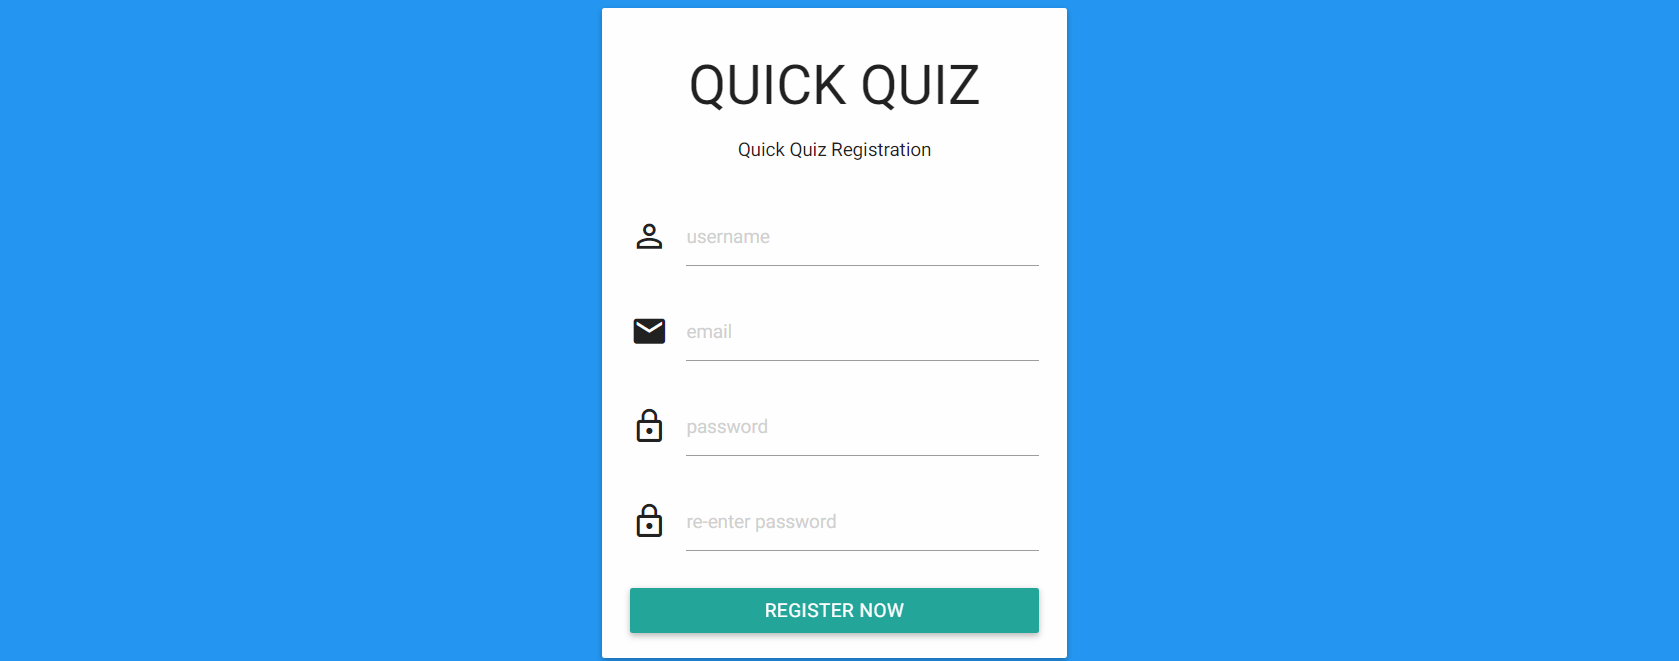 QUICK QUIZ
Quick Quiz Registration
username
email
password
re-enter password
REGISTER NOW